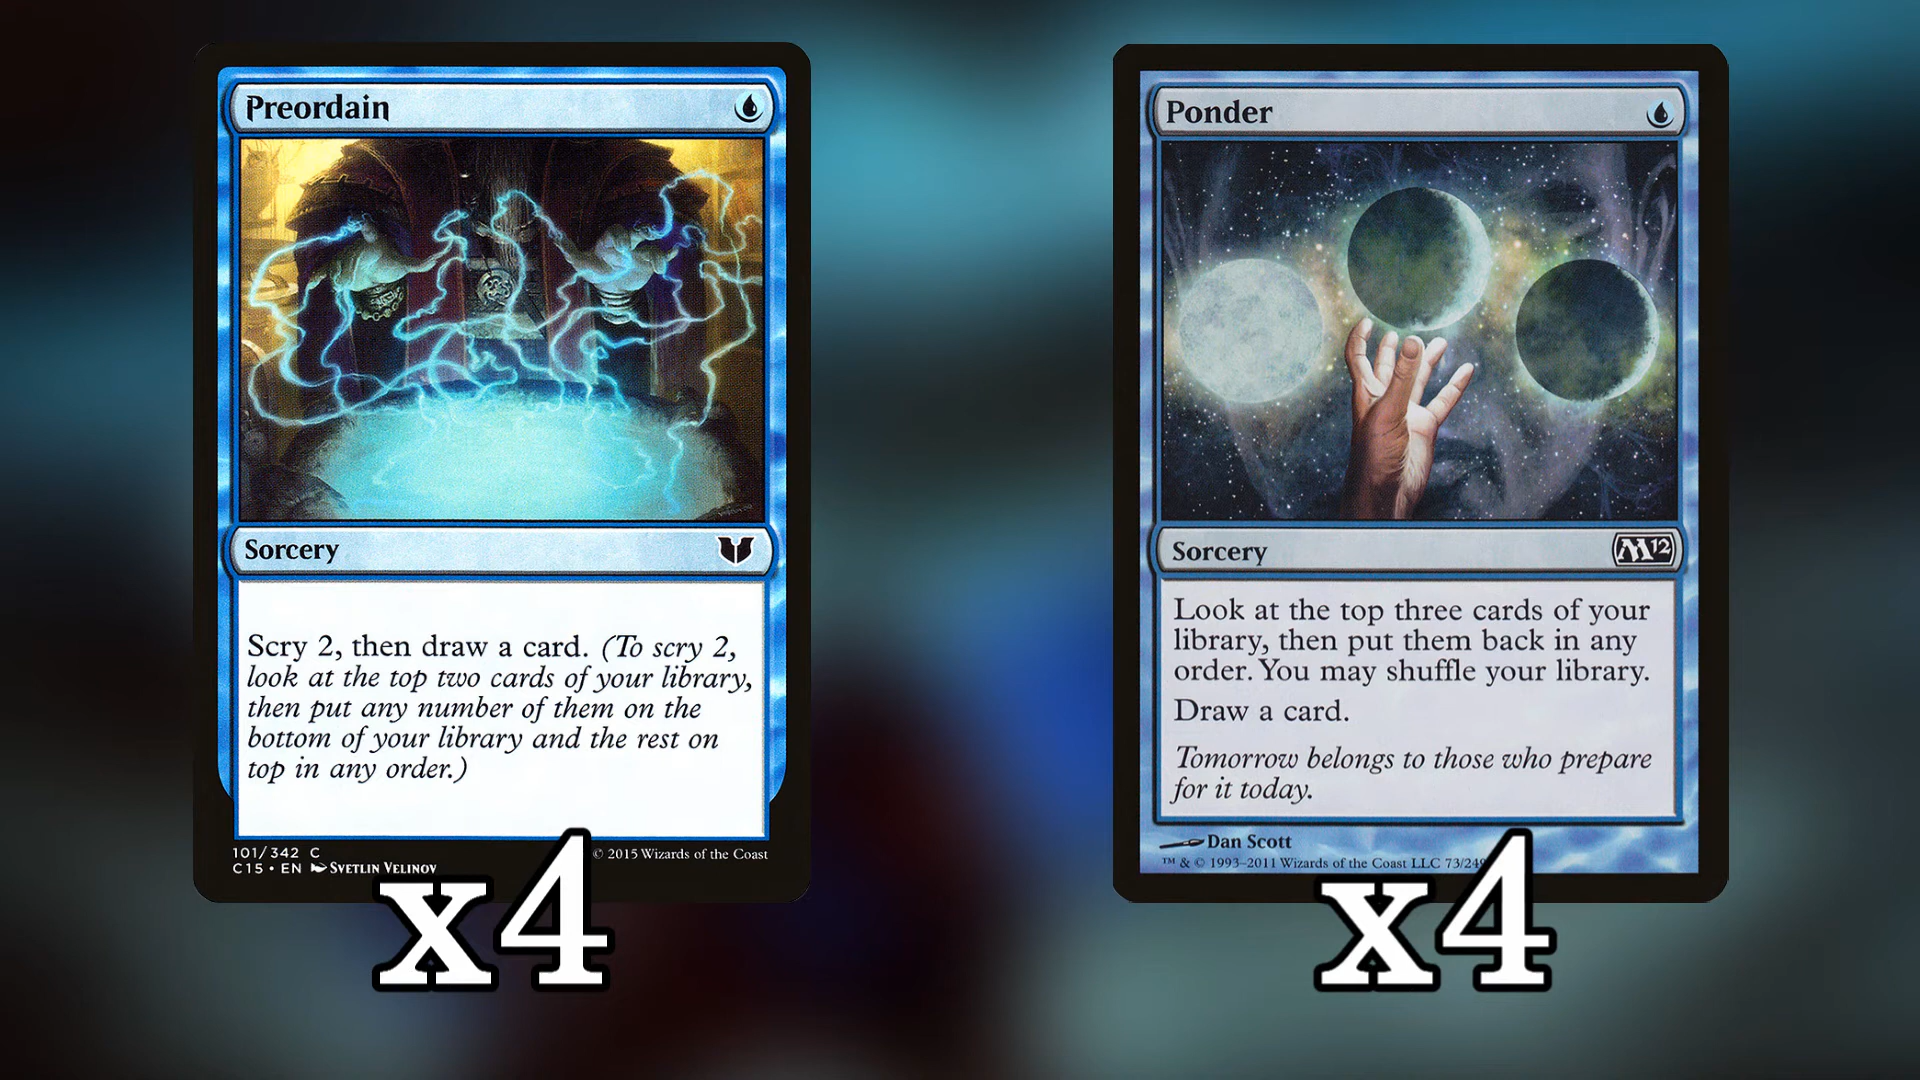 Preordain
Sorcery
Scry 2, then draw a card. (To scry 2,
look at the top two cards of your library,
then put any number of them on the
bottom of your library and the rest on
top in any order.)
101/342 C
C15 • EN Svetlin Velinov
© 2015 Wizards of the Coast
x4
Ponder
Sorcery
M12
Look at the top three cards of your
library, then put them back in any
order. You may shuffle your library.
Draw a card.
Tomorrow belongs to those who prepare
for it today.
Dan Scott
™ & © 1993–2011 Wizards of the Coast LLC
x4